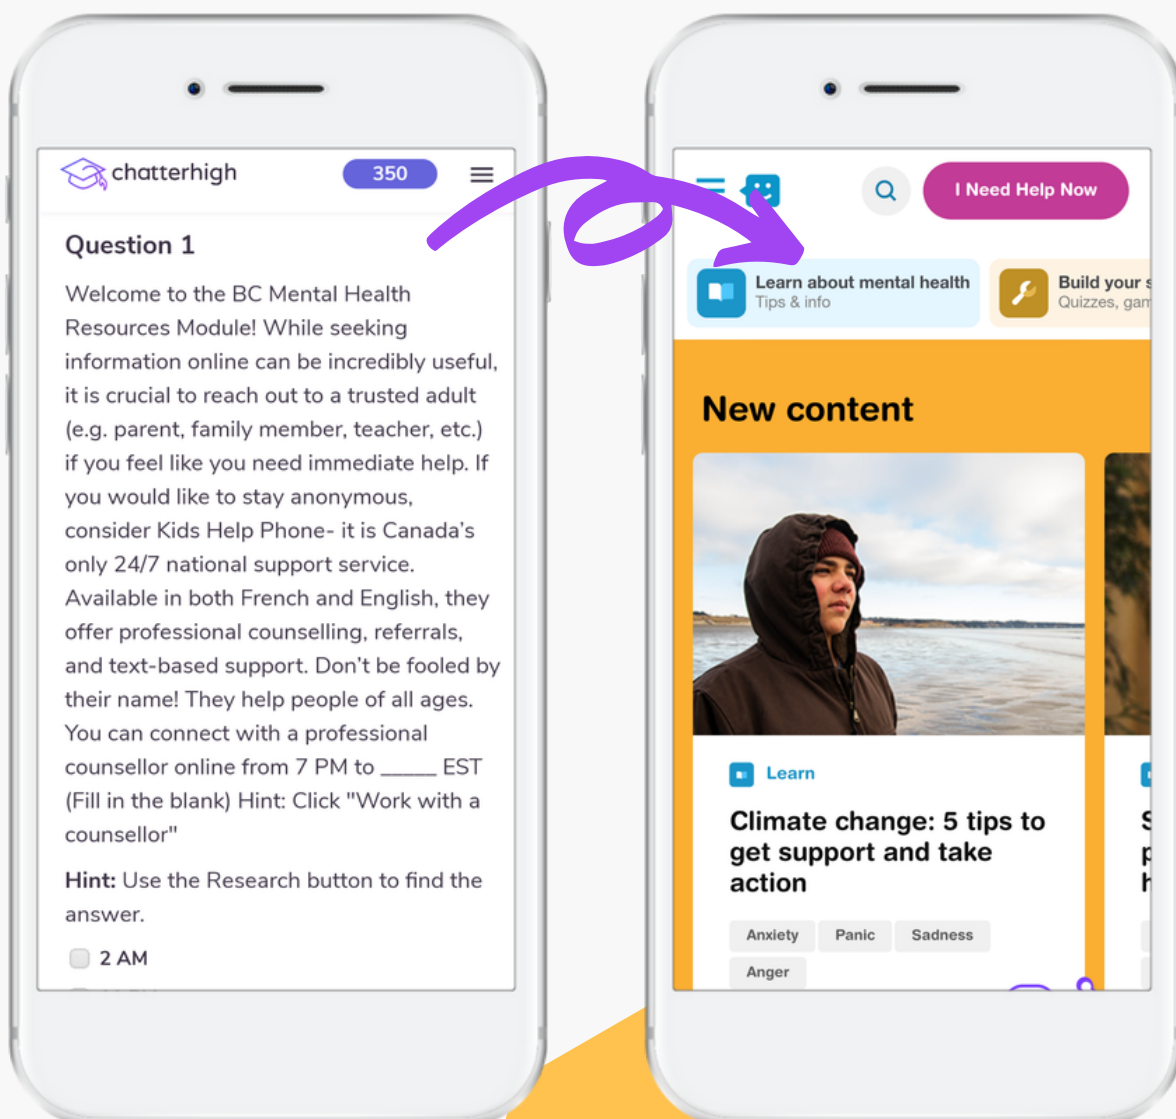 chatterhigh
350
Question 1
Welcome to the BC Mental Health
Resources Module! While seeking
information online can be incredibly useful,
it is crucial to reach out to a trusted adult
(e.g. parent, family member, teacher, etc.)
if you feel like you need immediate help. If
you would like to stay anonymous,
consider Kids Help Phone- it is Canada's
only 24/7 national support service.
Available in both French and English, they
offer professional counselling, referrals,
and text-based support. Don't be fooled by
their name! They help people of all ages.
You can connect with a professional
counsellor online from 7 PM to _____ EST
(Fill in the blank) Hint: Click "Work with a
counsellor"
Hint: Use the Research button to find the
answer.
2 AM
I Need Help Now
Learn about mental health
Tips & info
Build your s
Quizzes, gam
New content
Learn
Climate change: 5 tips to
get support and take
action
Anxiety Panic Sadness
Anger